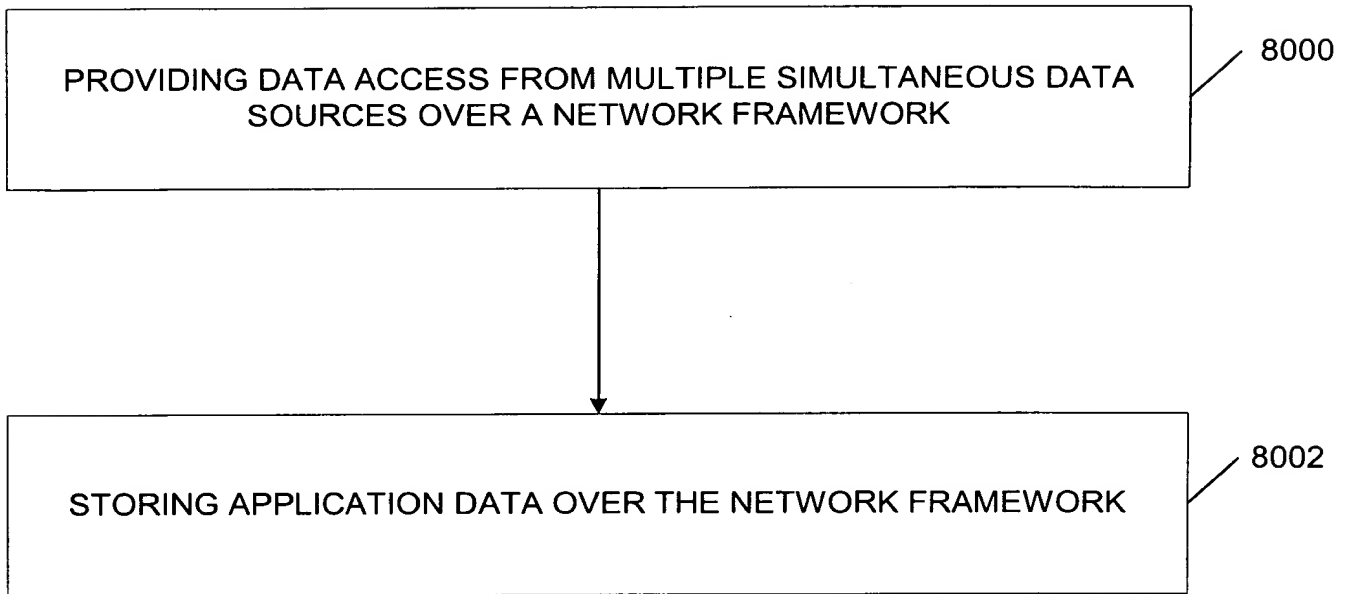 PROVIDING DATA ACCESS FROM MULTIPLE SIMULTANEOUS DATA
SOURCES OVER A NETWORK FRAMEWORK
8000
STORING APPLICATION DATA OVER THE NETWORK FRAMEWORK
8002